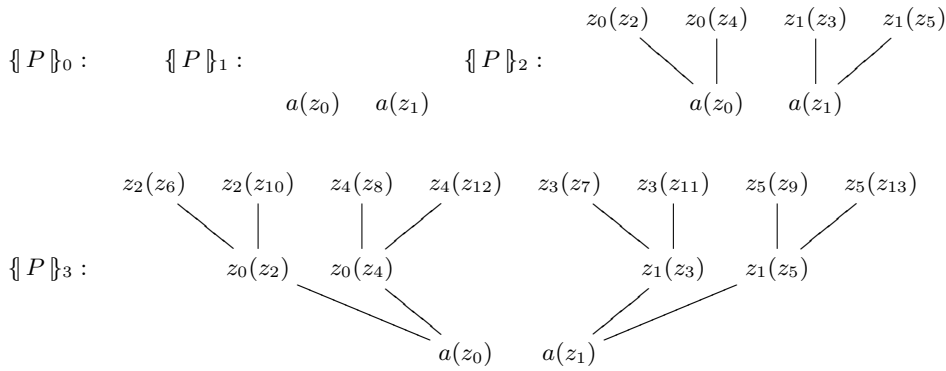 z₀(z₂) z₀(z₄) z₁(z₃) z₁(z₅)
⦃ P ⦄₀ : ⦃ P ⦄₁ : ⦃ P ⦄₂ :
a(z₀) a(z₁) a(z₀) a(z₁)
z₂(z₆) z₂(z₁₀) z₄(z₈) z₄(z₁₂) z₃(z₇) z₃(z₁₁) z₅(z₉) z₅(z₁₃)
⦃ P ⦄₃ : z₀(z₂) z₀(z₄) z₁(z₃) z₁(z₅)
a(z₀) a(z₁)